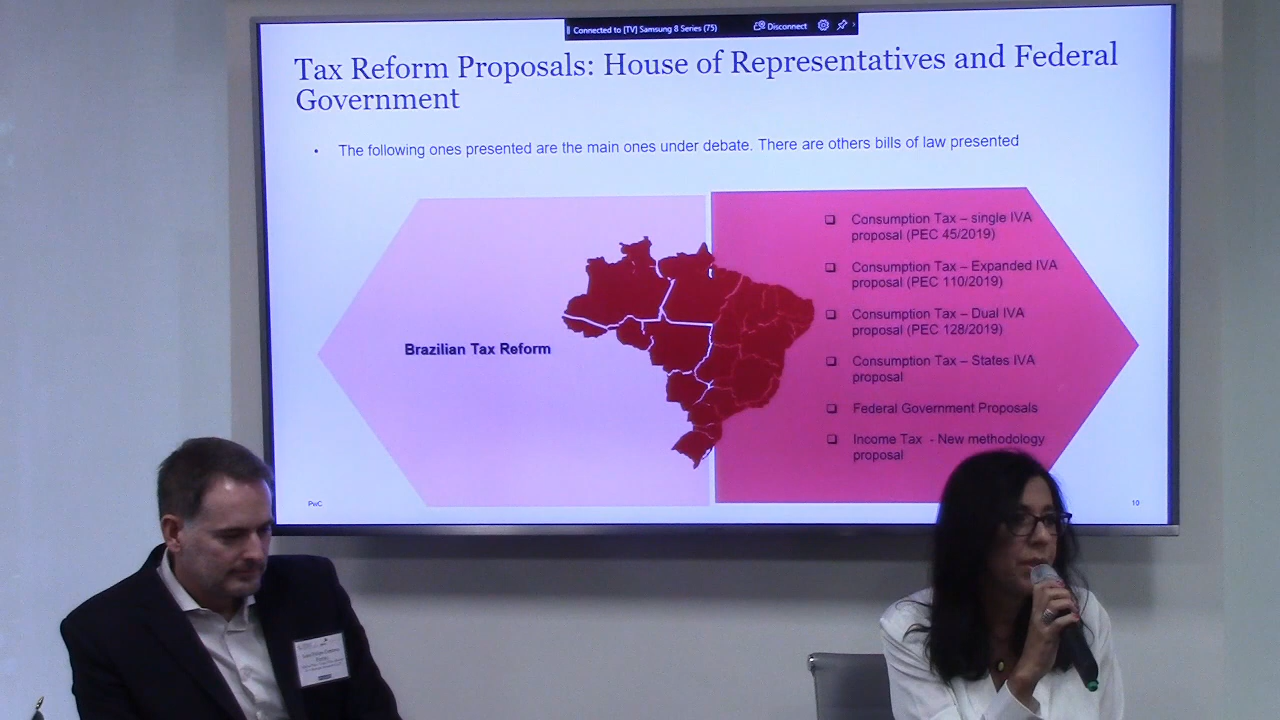 Connected to [TV] Samsung 8 Series (75) Disconnect
Tax Reform Proposals: House of Representatives and Federal
Government
• The following ones presented are the main ones under debate. There are others bills of law presented
Brazilian Tax Reform
Consumption Tax – single IVA
proposal (PEC 45/2019)
Consumption Tax – Expanded IVA
proposal (PEC 110/2019)
Consumption Tax – Dual IVA
proposal (PEC 128/2019)
Consumption Tax – States IVA
proposal
Federal Government Proposals
Income Tax - New methodology
proposal
PwC
10